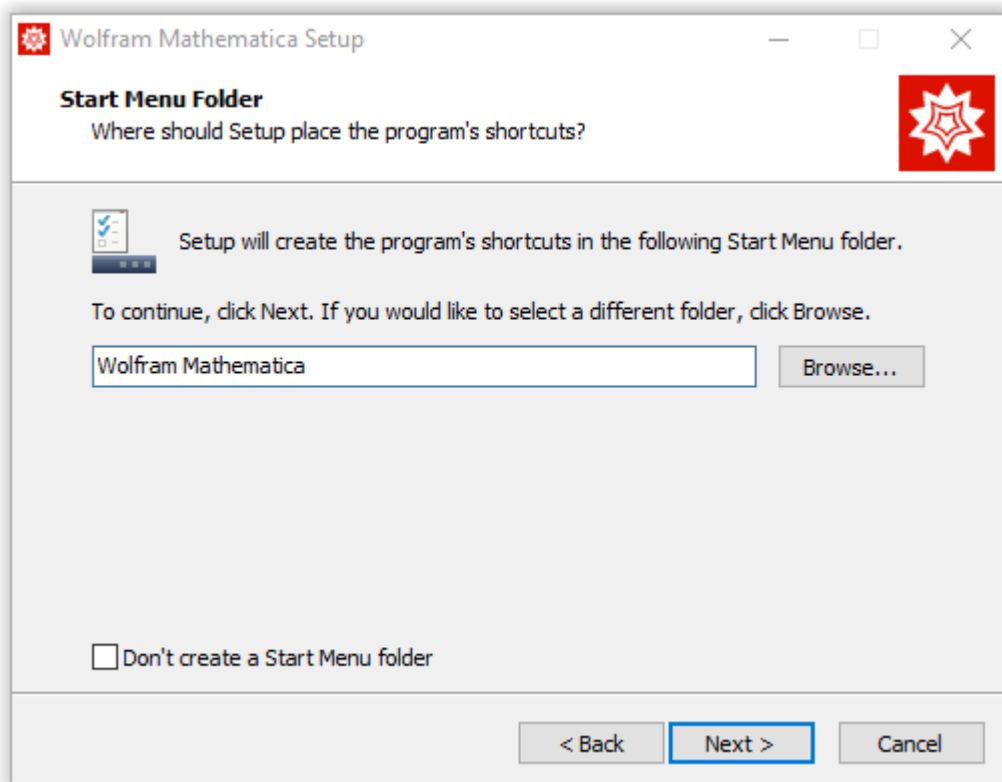 Wolfram Mathematica Setup
Start Menu Folder
Where should Setup place the program's shortcuts?
Setup will create the program's shortcuts in the following Start Menu folder.
To continue, click Next. If you would like to select a different folder, click Browse.
Wolfram Mathematica
Browse...
Don't create a Start Menu folder
< Back
Next >
Cancel